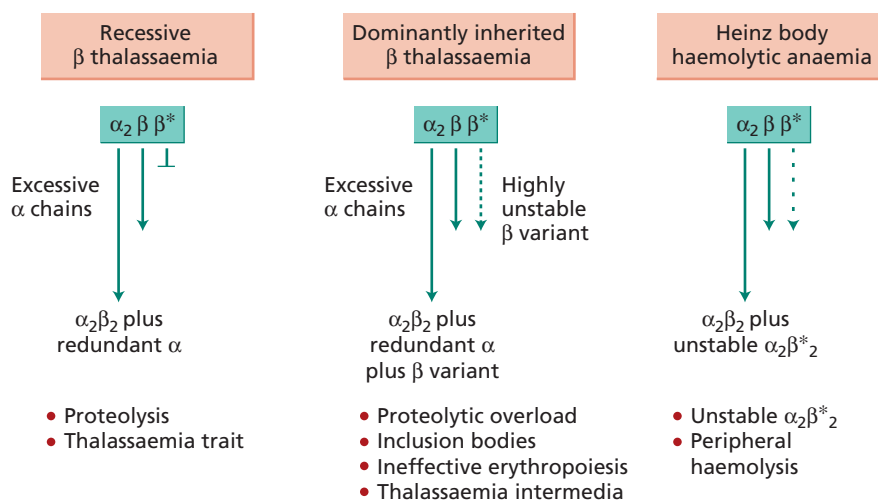 Recessive
β thalassaemia
α₂ β β*
Excessive
α chains
α₂β₂ plus
redundant α
• Proteolysis
• Thalassaemia trait
Dominantly inherited
β thalassaemia
α₂ β β*
Excessive
α chains
Highly
unstable
β variant
α₂β₂ plus
redundant α
plus β variant
• Proteolytic overload
• Inclusion bodies
• Ineffective erythropoiesis
• Thalassaemia intermedia
Heinz body
haemolytic anaemia
α₂ β β*
α₂β₂ plus
unstable α₂β*₂
• Unstable α₂β*₂
• Peripheral
haemolysis